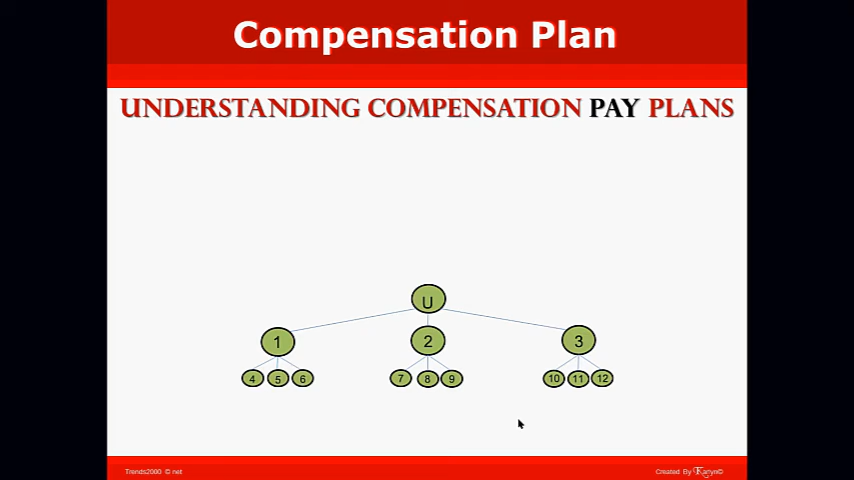 Compensation Plan
UNDERSTANDING COMPENSATION PAY PLANS
U
1 2 3
4 5 6 7 8 9 10 11 12
Trends2000 © net Created By Karlyn©